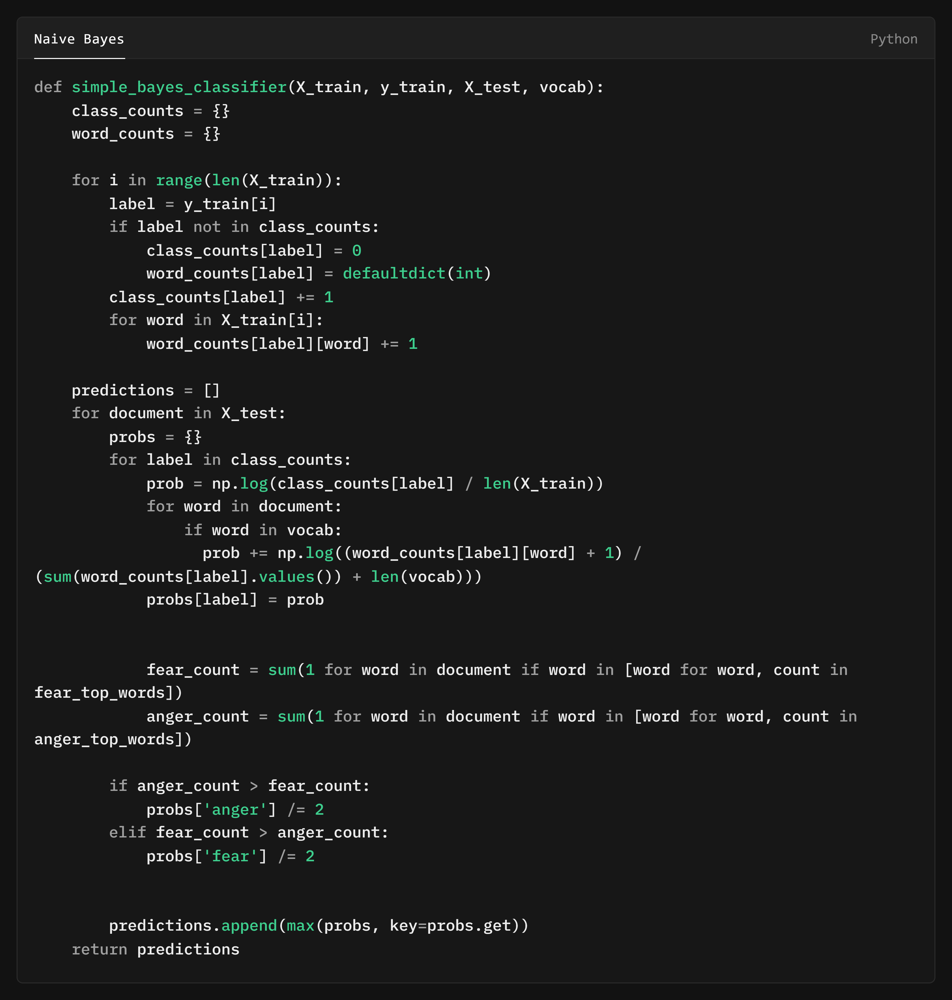 Naive Bayes
Python
def simple_bayes_classifier(X_train, y_train, X_test, vocab):
    class_counts = {}
    word_counts = {}

    for i in range(len(X_train)):
        label = y_train[i]
        if label not in class_counts:
            class_counts[label] = 0
            word_counts[label] = defaultdict(int)
        class_counts[label] += 1
        for word in X_train[i]:
            word_counts[label][word] += 1

    predictions = []
    for document in X_test:
        probs = {}
        for label in class_counts:
            prob = np.log(class_counts[label] / len(X_train))
            for word in document:
                if word in vocab:
                  prob += np.log((word_counts[label][word] + 1) /
(sum(word_counts[label].values()) + len(vocab)))
            probs[label] = prob


            fear_count = sum(1 for word in document if word in [word for word, count in
fear_top_words])
            anger_count = sum(1 for word in document if word in [word for word, count in
anger_top_words])

        if anger_count > fear_count:
            probs['anger'] /= 2
        elif fear_count > anger_count:
            probs['fear'] /= 2


        predictions.append(max(probs, key=probs.get))
    return predictions